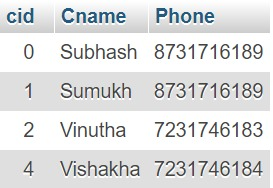 cid Cname Phone
0 Subhash 8731716189
1 Sumukh 8731716189
2 Vinutha 7231746183
4 Vishakha 7231746184